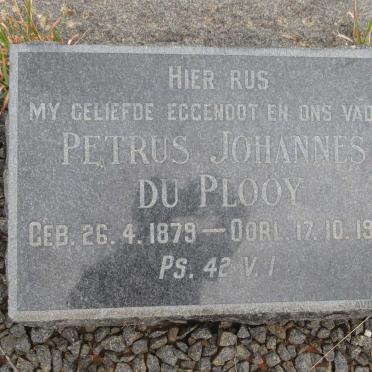 HIER RUS
MY GELIEFDE EGGENOOT EN ONS VAD
PETRUS JOHANNES
DU PLOOY
GEB. 26. 4. 1879 — OORL. 17. 10. 19
PS. 42 V. 1